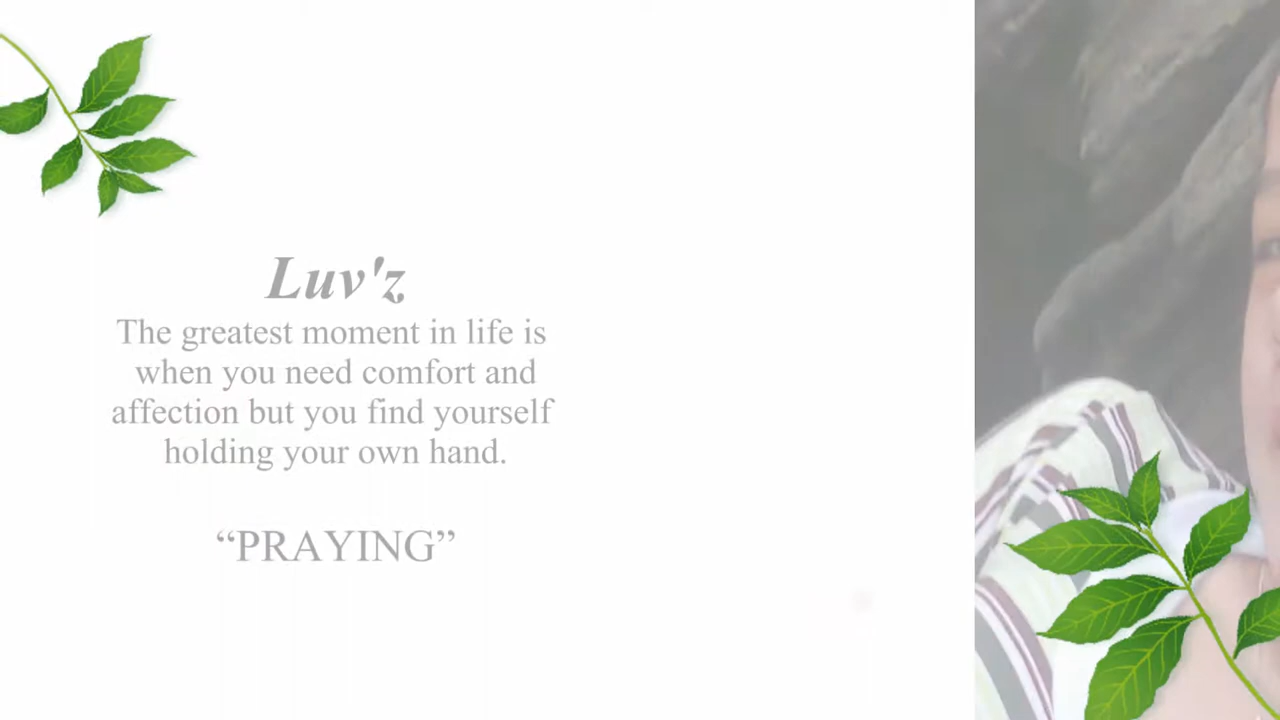 Luv'z
The greatest moment in life is
when you need comfort and
affection but you find yourself
holding your own hand.
“PRAYING”